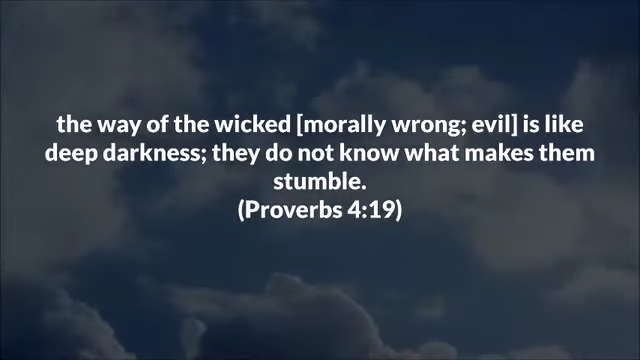 the way of the wicked [morally wrong; evil] is like
deep darkness; they do not know what makes them
stumble.
(Proverbs 4:19)